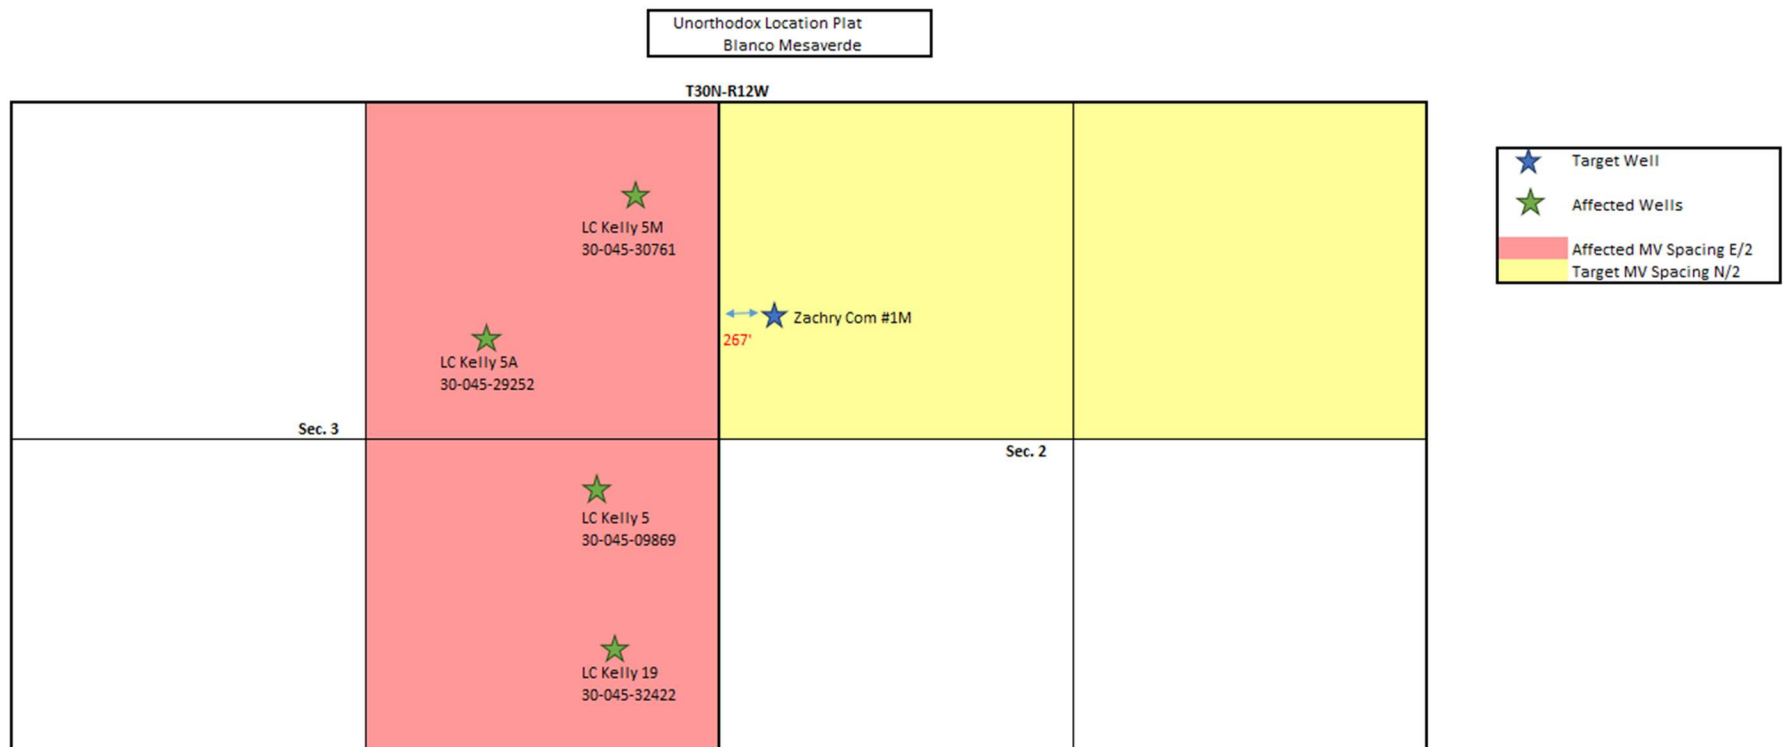 Unorthodox Location Plat
Blanco Mesaverde
T30N-R12W
Target Well
Affected Wells
Affected MV Spacing E/2
Target MV Spacing N/2
LC Kelly 5M
30-045-30761
Zachry Com #1M
267'
LC Kelly 5A
30-045-29252
Sec. 3
Sec. 2
LC Kelly 5
30-045-09869
LC Kelly 19
30-045-32422